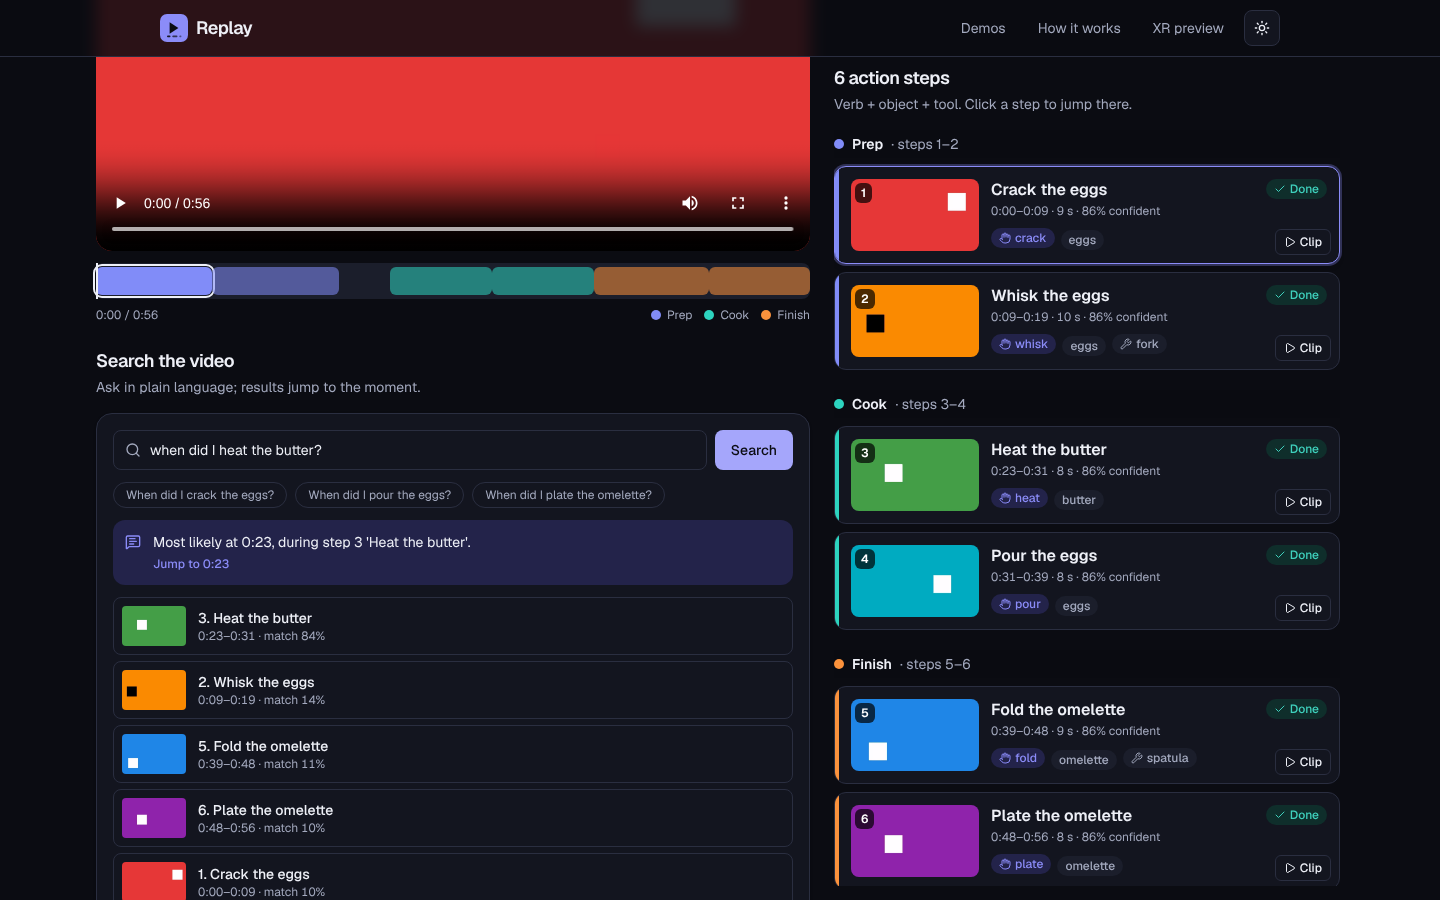 Replay
Demos
How it works
XR preview
0:00 / 0:56
0:00 / 0:56
Prep
Cook
Finish
Search the video
Ask in plain language; results jump to the moment.
when did I heat the butter?
Search
When did I crack the eggs?
When did I pour the eggs?
When did I plate the omelette?
Most likely at 0:23, during step 3 'Heat the butter'.
Jump to 0:23
3. Heat the butter
0:23–0:31 · match 84%
2. Whisk the eggs
0:09–0:19 · match 14%
5. Fold the omelette
0:39–0:48 · match 11%
6. Plate the omelette
0:48–0:56 · match 10%
1. Crack the eggs
0:00–0:09 · match 10%
6 action steps
Verb + object + tool. Click a step to jump there.
Prep · steps 1–2
1
Crack the eggs
Done
0:00–0:09 · 9 s · 86% confident
crack
eggs
Clip
2
Whisk the eggs
Done
0:09–0:19 · 10 s · 86% confident
whisk
eggs
fork
Clip
Cook · steps 3–4
3
Heat the butter
Done
0:23–0:31 · 8 s · 86% confident
heat
butter
Clip
4
Pour the eggs
Done
0:31–0:39 · 8 s · 86% confident
pour
eggs
Clip
Finish · steps 5–6
5
Fold the omelette
Done
0:39–0:48 · 9 s · 86% confident
fold
omelette
spatula
Clip
6
Plate the omelette
Done
0:48–0:56 · 8 s · 86% confident
plate
omelette
Clip